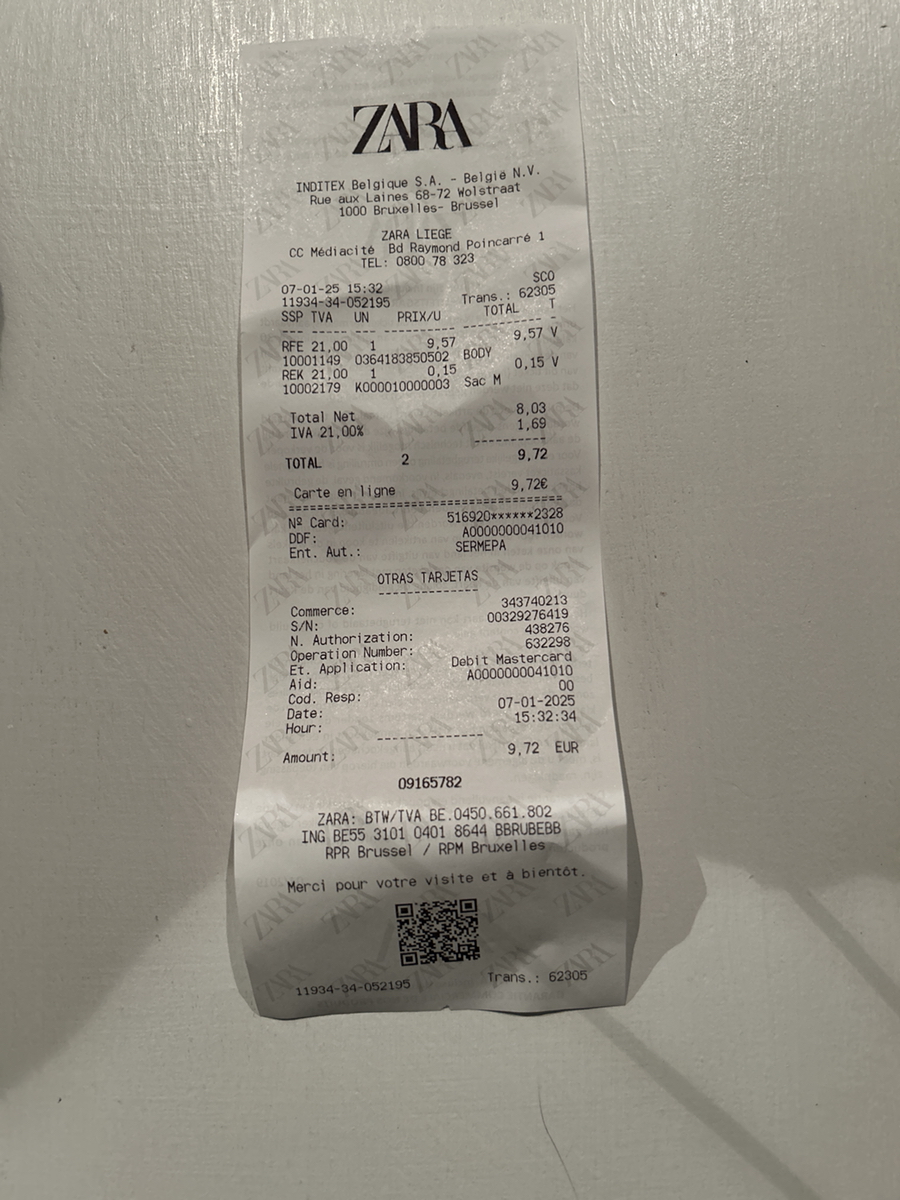 ZARA
INDITEX Belgique S.A. - België N.V.
Rue aux Laines 68-72 Wolstraat
1000 Bruxelles- Brussel
ZARA LIEGE
CC Médiacité Bd Raymond Poincarré 1
TEL: 0800 78 323
SCO
07-01-25 15:32
11934-34-052195 Trans.: 62305
SSP TVA UN PRIX/U TOTAL T
--- ----- --- -------- ---------- -
RFE 21,00 1 9,57 9,57 V
10001149 0364183850502 BODY
REK 21,00 1 0,15 0,15 V
10002179 K000010000003 Sac M
Total Net 8,03
IVA 21,00% 1,69
----------
TOTAL 2 9,72
Carte en ligne 9,72€
======================================
Nº Card: 516920******2328
DDF: A0000000041010
Ent. Aut.: SERMEPA
OTRAS TARJETAS
--------------
Commerce: 343740213
S/N: 00329276419
N. Authorization: 438276
Operation Number: 632298
Et. Application: Debit Mastercard
Aid: A0000000041010
Cod. Resp: 00
Date: 07-01-2025
Hour: 15:32:34
--------------
Amount: 9,72 EUR
09165782
ZARA: BTW/TVA BE.0450.661.802
ING BE55 3101 0401 8644 BBRUBEBB
RPR Brussel / RPM Bruxelles
Merci pour votre visite et à bientôt.
11934-34-052195 Trans.: 62305